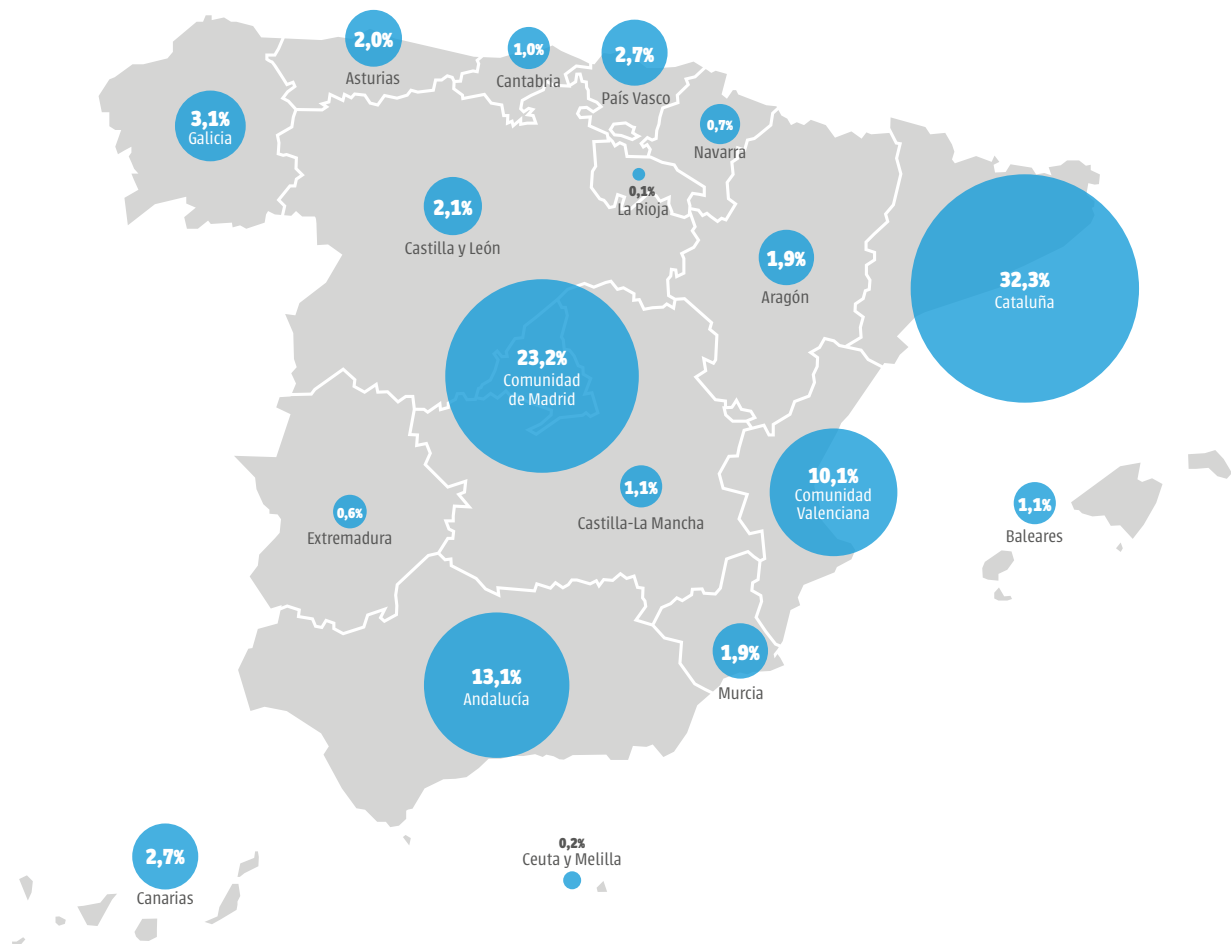 2,0%
Asturias
1,0%
Cantabria
2,7%
País Vasco
3,1%
Galicia
0,7%
Navarra
0,1%
La Rioja
2,1%
Castilla y León
1,9%
Aragón
32,3%
Cataluña
23,2%
Comunidad
de Madrid
10,1%
Comunidad
Valenciana
1,1%
Castilla-La Mancha
1,1%
Baleares
0,6%
Extremadura
1,9%
Murcia
13,1%
Andalucía
2,7%
Canarias
0,2%
Ceuta y Melilla